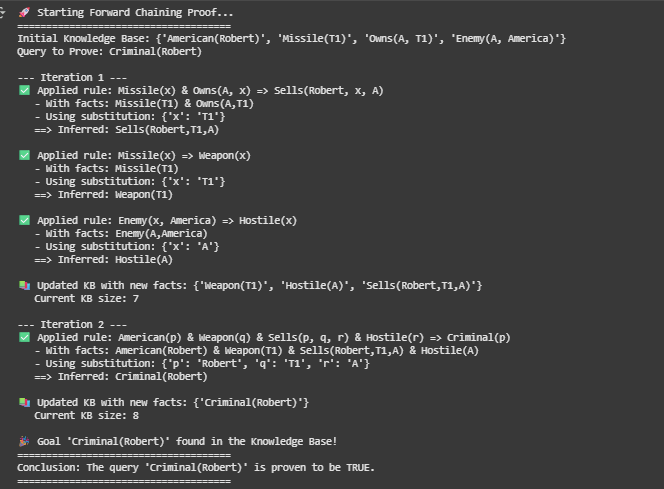 🚀 Starting Forward Chaining Proof...
====================================
Initial Knowledge Base: {'American(Robert)', 'Missile(T1)', 'Owns(A, T1)', 'Enemy(A, America)'}
Query to Prove: Criminal(Robert)
--- Iteration 1 ---
✅ Applied rule: Missile(x) & Owns(A, x) => Sells(Robert, x, A)
- With facts: Missile(T1) & Owns(A,T1)
- Using substitution: {'x': 'T1'}
==> Inferred: Sells(Robert,T1,A)
✅ Applied rule: Missile(x) => Weapon(x)
- With facts: Missile(T1)
- Using substitution: {'x': 'T1'}
==> Inferred: Weapon(T1)
✅ Applied rule: Enemy(x, America) => Hostile(x)
- With facts: Enemy(A,America)
- Using substitution: {'x': 'A'}
==> Inferred: Hostile(A)
📚 Updated KB with new facts: {'Weapon(T1)', 'Hostile(A)', 'Sells(Robert,T1,A)'}
Current KB size: 7
--- Iteration 2 ---
✅ Applied rule: American(p) & Weapon(q) & Sells(p, q, r) & Hostile(r) => Criminal(p)
- With facts: American(Robert) & Weapon(T1) & Sells(Robert,T1,A) & Hostile(A)
- Using substitution: {'p': 'Robert', 'q': 'T1', 'r': 'A'}
==> Inferred: Criminal(Robert)
📚 Updated KB with new facts: {'Criminal(Robert)'}
Current KB size: 8
🎉 Goal 'Criminal(Robert)' found in the Knowledge Base!
====================================
Conclusion: The query 'Criminal(Robert)' is proven to be TRUE.
====================================